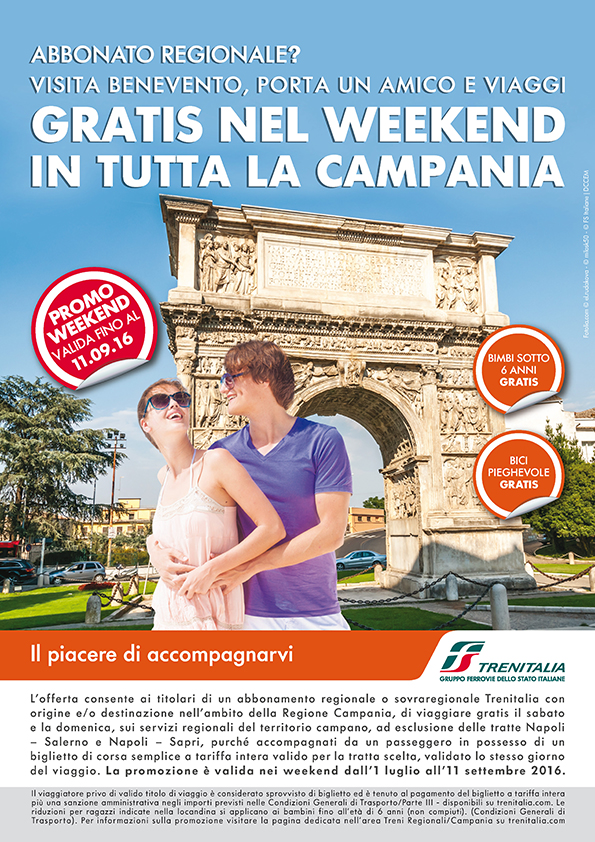 ABBONATO REGIONALE?
VISITA BENEVENTO, PORTA UN AMICO E VIAGGI
GRATIS NEL WEEKEND
IN TUTTA LA CAMPANIA
PROMO
WEEKEND
VALIDA FINO AL
11.09.16
BIMBI SOTTO
6 ANNI
GRATIS
BICI
PIEGHEVOLE
GRATIS
Il piacere di accompagnarvi
TRENITALIA
GRUPPO FERROVIE DELLO STATO ITALIANE
L'offerta consente ai titolari di un abbonamento regionale o sovraregionale Trenitalia con
origine e/o destinazione nell'ambito della Regione Campania, di viaggiare gratis il sabato
e la domenica, sui servizi regionali del territorio campano, ad esclusione delle tratte Napoli
– Salerno e Napoli – Sapri, purché accompagnati da un passeggero in possesso di un
biglietto di corsa semplice a tariffa intera valido per la tratta scelta, validato lo stesso giorno
del viaggio. La promozione è valida nei weekend dall'1 luglio all'11 settembre 2016.
Il viaggiatore privo di valido titolo di viaggio è considerato sprovvisto di biglietto ed è tenuto al pagamento del biglietto a tariffa intera
più una sanzione amministrativa negli importi previsti nelle Condizioni Generali di Trasporto/Parte III - disponibili su trenitalia.com. Le
riduzioni per ragazzi indicate nella locandina si applicano ai bambini fino all'età di 6 anni (non compiuti). (Condizioni Generali di
Trasporto). Per informazioni sulla promozione visitare la pagina dedicata nell'area Treni Regionali/Campania su trenitalia.com